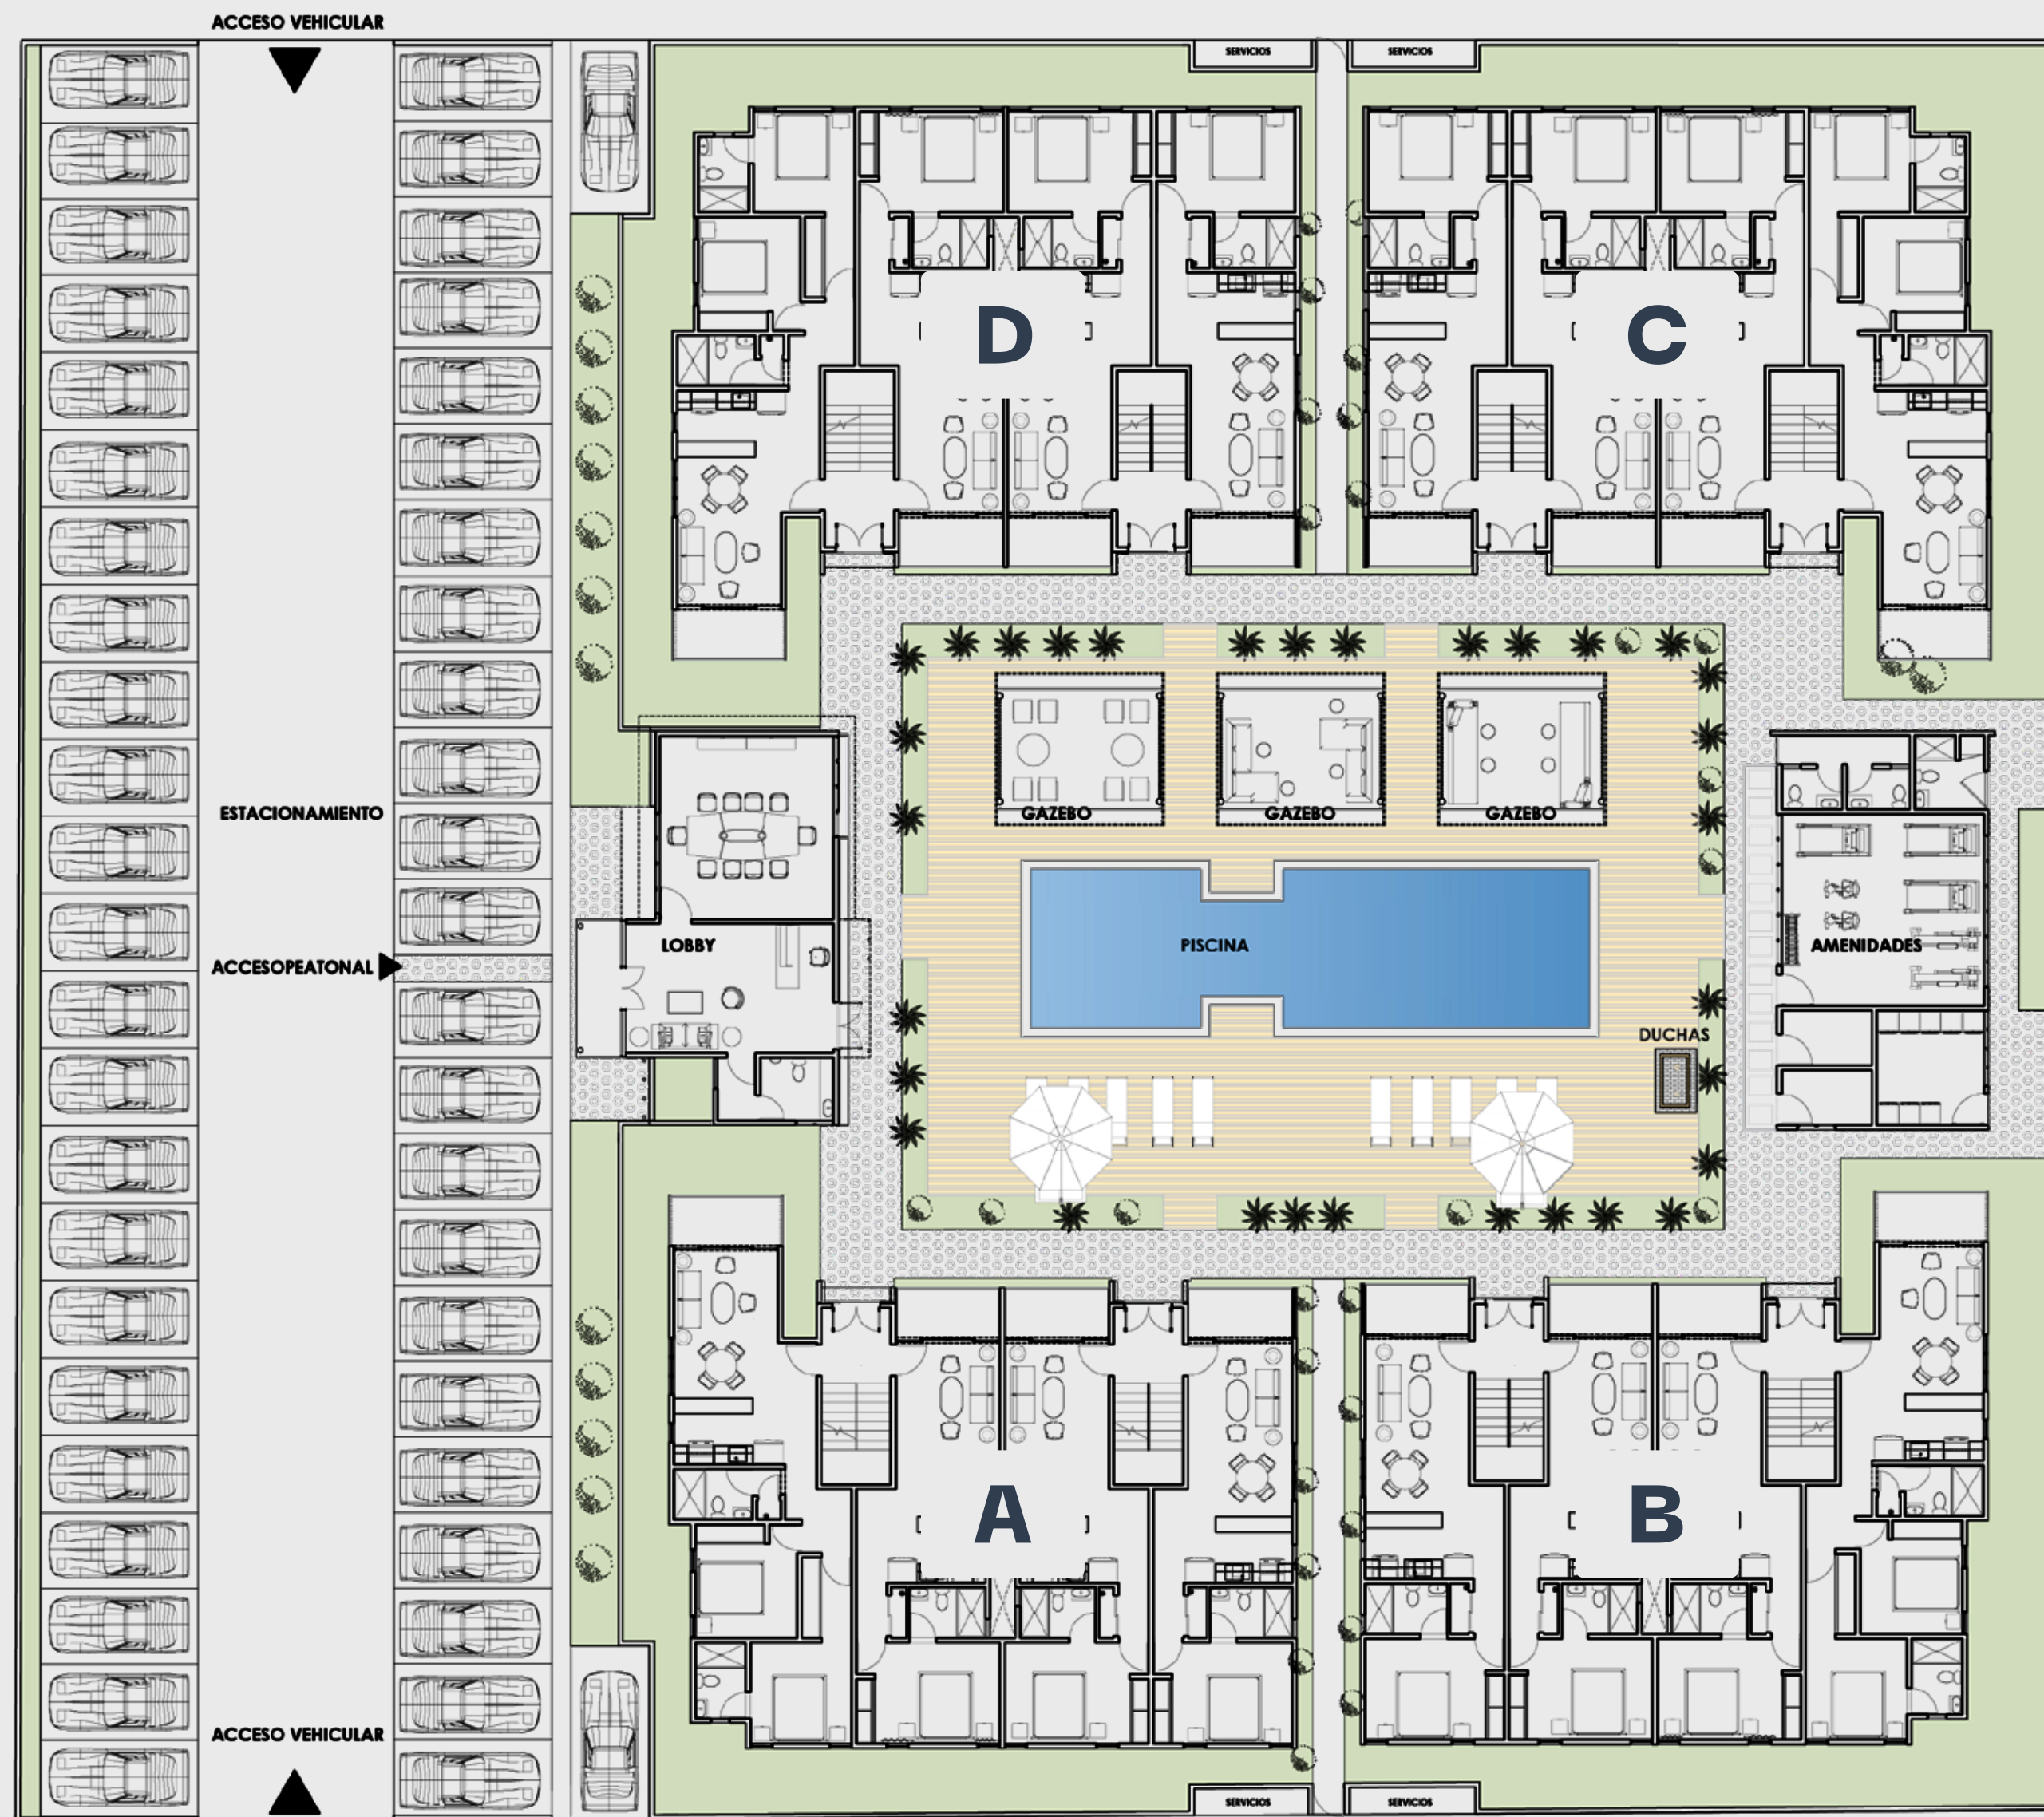 ACCESO VEHICULAR
SERVICIOS
SERVICIOS
D
C
ESTACIONAMIENTO
GAZEBO
GAZEBO
GAZEBO
LOBBY
PISCINA
AMENIDADES
ACCESOPEATONAL
DUCHAS
A
B
ACCESO VEHICULAR
SERVICIOS
SERVICIOS